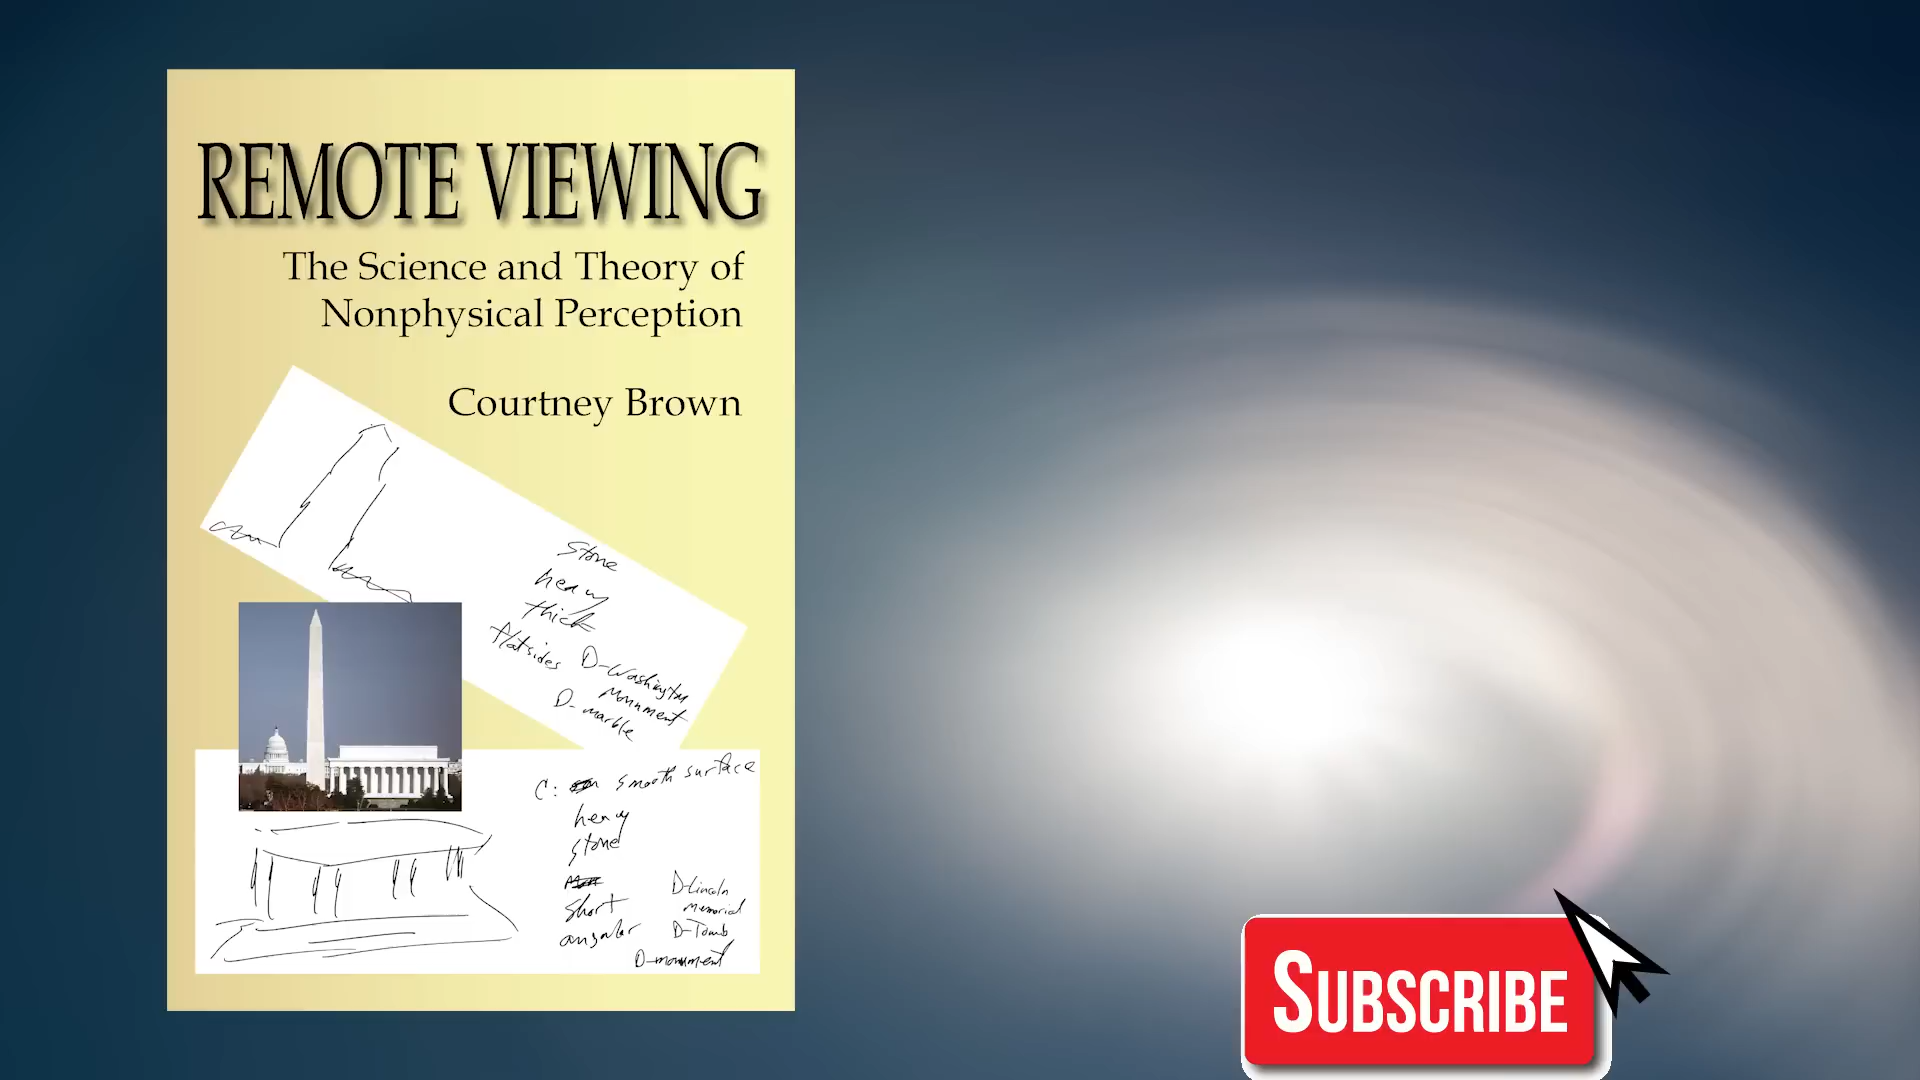 REMOTE VIEWING
The Science and Theory of
Nonphysical Perception
Courtney Brown
Stone
heavy
thick
flatsides D-Washington
Monument
D-marble
C: smooth surface
heavy
stone
short
angular
D-Lincoln
Memorial
D-Tomb
D-monument
SUBSCRIBE